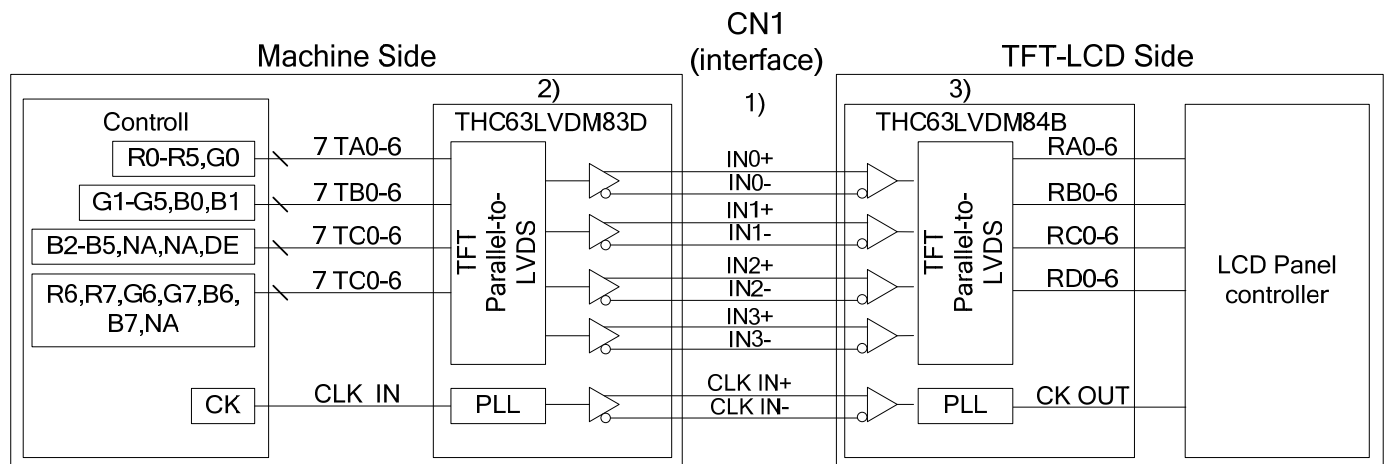 CN1
(interface)
1)
Machine Side
Controll
R0-R5,G0
G1-G5,B0,B1
B2-B5,NA,NA,DE
R6,R7,G6,G7,B6,
B7,NA
CK
7 TA0-6
7 TB0-6
7 TC0-6
7 TC0-6
CLK IN
2)
THC63LVDM83D
TFT
Parallel-to-
LVDS
PLL
IN0+
IN0-
IN1+
IN1-
IN2+
IN2-
IN3+
IN3-
CLK IN+
CLK IN-
TFT-LCD Side
3)
THC63LVDM84B
TFT
Parallel-to-
LVDS
PLL
RA0-6
RB0-6
RC0-6
RD0-6
CK OUT
LCD Panel
controller